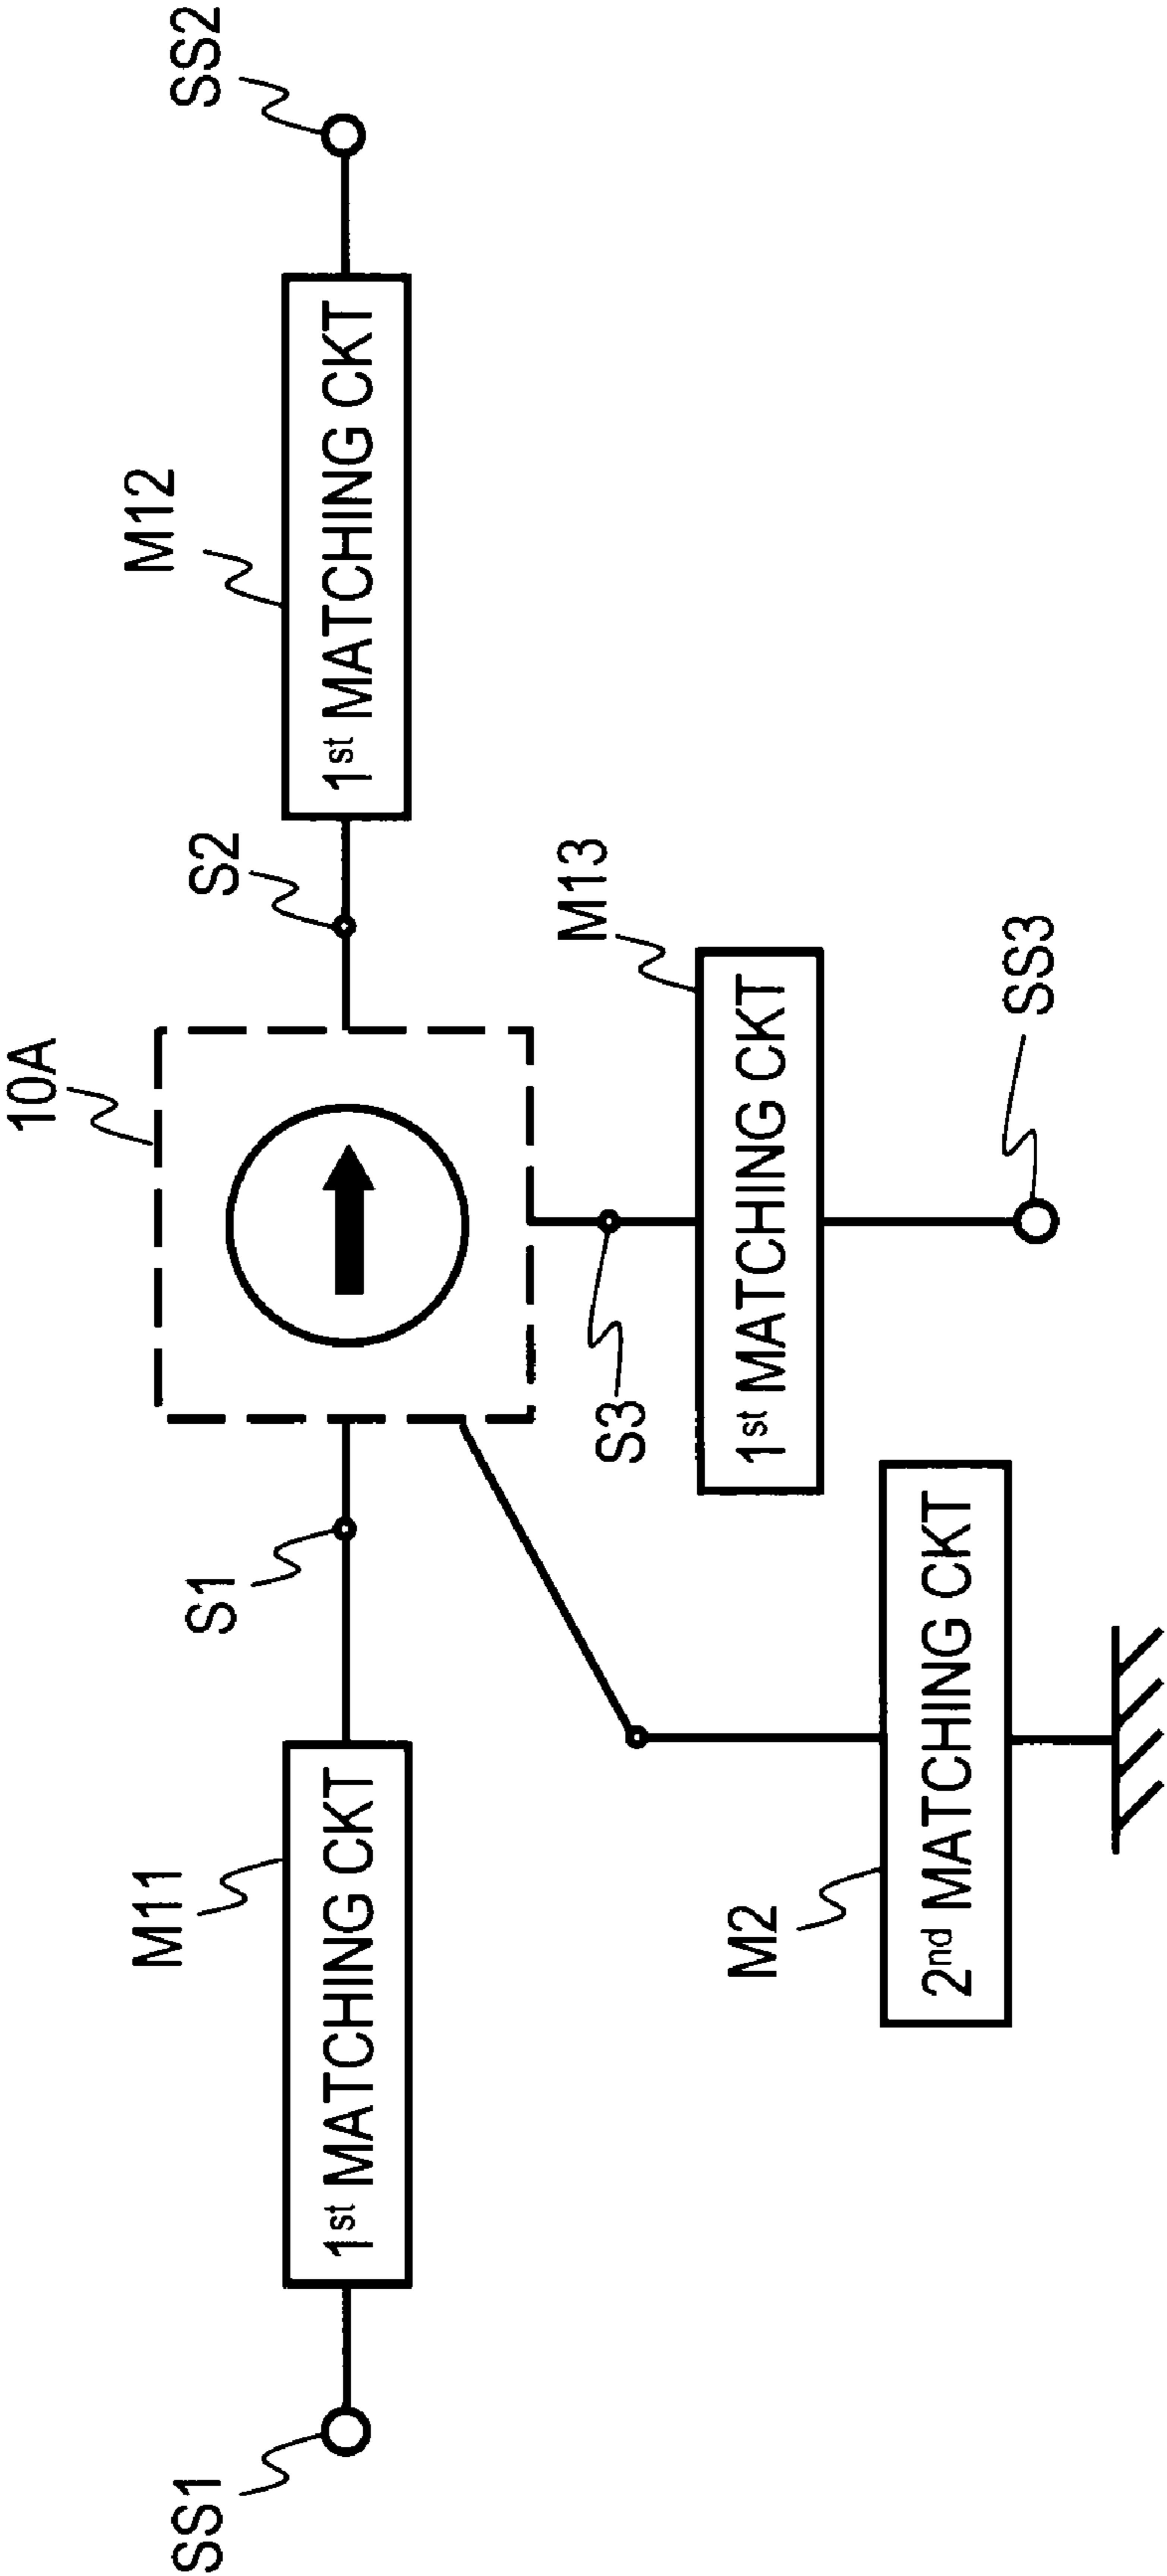 10A
SS1
M11
S1
S2
M12
SS2
1st MATCHING CKT
1st MATCHING CKT
S3
M13
1st MATCHING CKT
M2
2nd MATCHING CKT
SS3